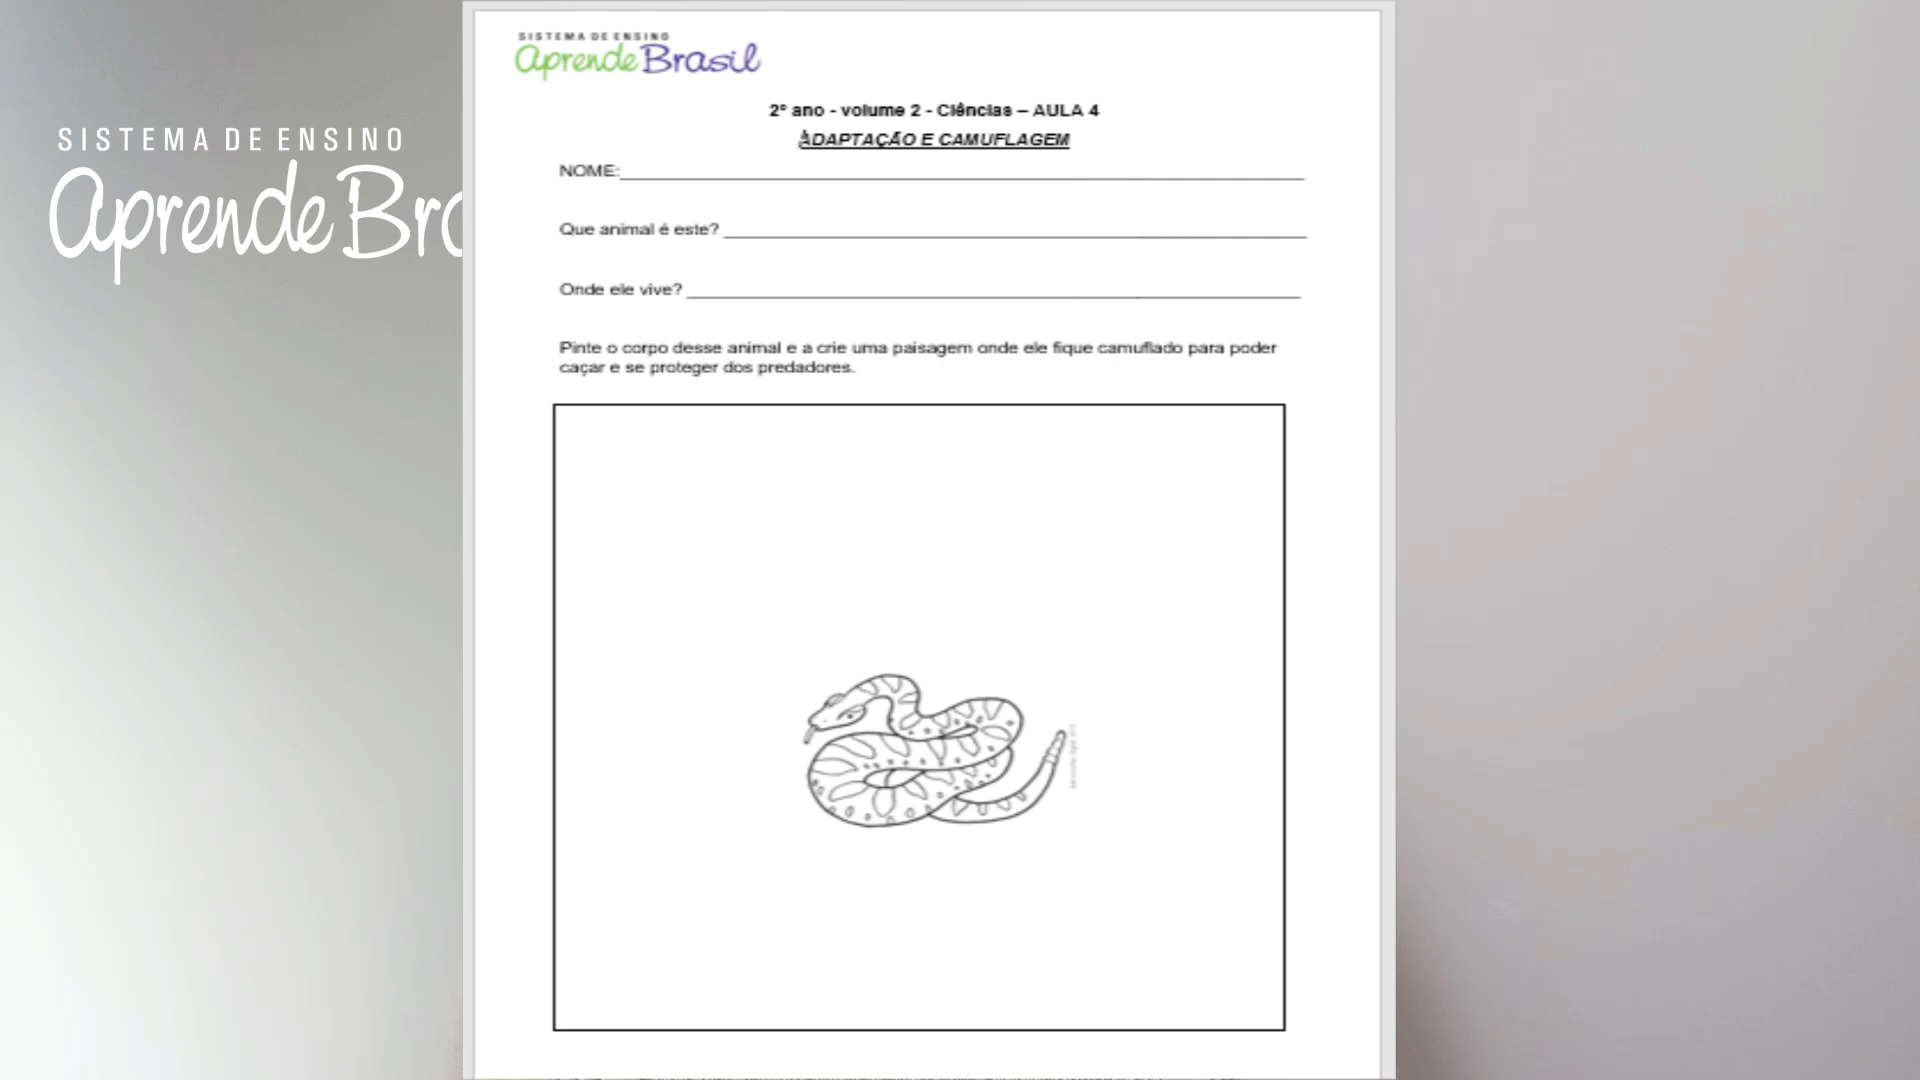 SISTEMA DE ENSINO
aprende Bra
SISTEMA DE ENSINO
aprende Brasil
2º ano - volume 2 - Ciências – AULA 4
ADAPTAÇÃO E CAMUFLAGEM
NOME:
Que animal é este?
Onde ele vive?
Pinte o corpo desse animal e a crie uma paisagem onde ele fique camuflado para poder
caçar e se proteger dos predadores.